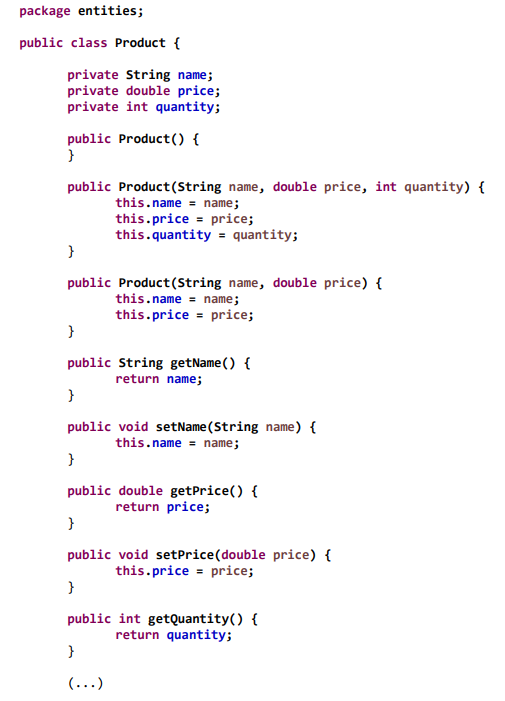 package entities;
public class Product {
private String name;
private double price;
private int quantity;
public Product() {
}
public Product(String name, double price, int quantity) {
this.name = name;
this.price = price;
this.quantity = quantity;
}
public Product(String name, double price) {
this.name = name;
this.price = price;
}
public String getName() {
return name;
}
public void setName(String name) {
this.name = name;
}
public double getPrice() {
return price;
}
public void setPrice(double price) {
this.price = price;
}
public int getQuantity() {
return quantity;
}
(...)